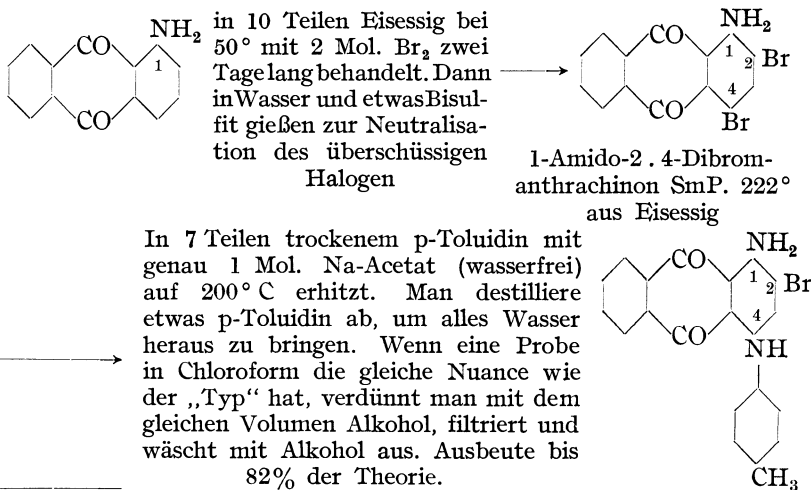 CO
NH2
1
CO
in 10 Teilen Eisessig bei
50° mit 2 Mol. Br2 zwei
Tage lang behandelt. Dann
in Wasser und etwas Bisul-
fit gießen zur Neutralisa-
tion des überschüssigen
Halogen
NH2
CO
1
2 Br
4
CO
Br
1-Amido-2 . 4-Dibrom-
anthrachinon SmP. 222°
aus Eisessig
In 7 Teilen trockenem p-Toluidin mit
genau 1 Mol. Na-Acetat (wasserfrei)
auf 200° C erhitzt. Man destilliere
etwas p-Toluidin ab, um alles Wasser
heraus zu bringen. Wenn eine Probe
in Chloroform die gleiche Nuance wie
der „Typ“ hat, verdünnt man mit dem
gleichen Volumen Alkohol, filtriert und
wäscht mit Alkohol aus. Ausbeute bis
82% der Theorie.
NH2
CO
1
2 Br
4
CO
NH
CH3